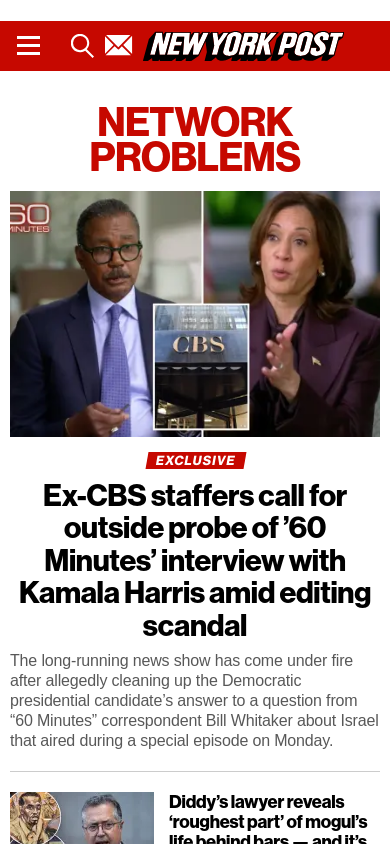 NEW YORK POST
NETWORK
PROBLEMS
60
MINUTES
CBS
EXCLUSIVE
Ex-CBS staffers call for
outside probe of ’60
Minutes’ interview with
Kamala Harris amid editing
scandal
The long-running news show has come under fire
after allegedly cleaning up the Democratic
presidential candidate’s answer to a question from
“60 Minutes” correspondent Bill Whitaker about Israel
that aired during a special episode on Monday.
Diddy’s lawyer reveals
‘roughest part’ of mogul’s
life behind bars — and it’s